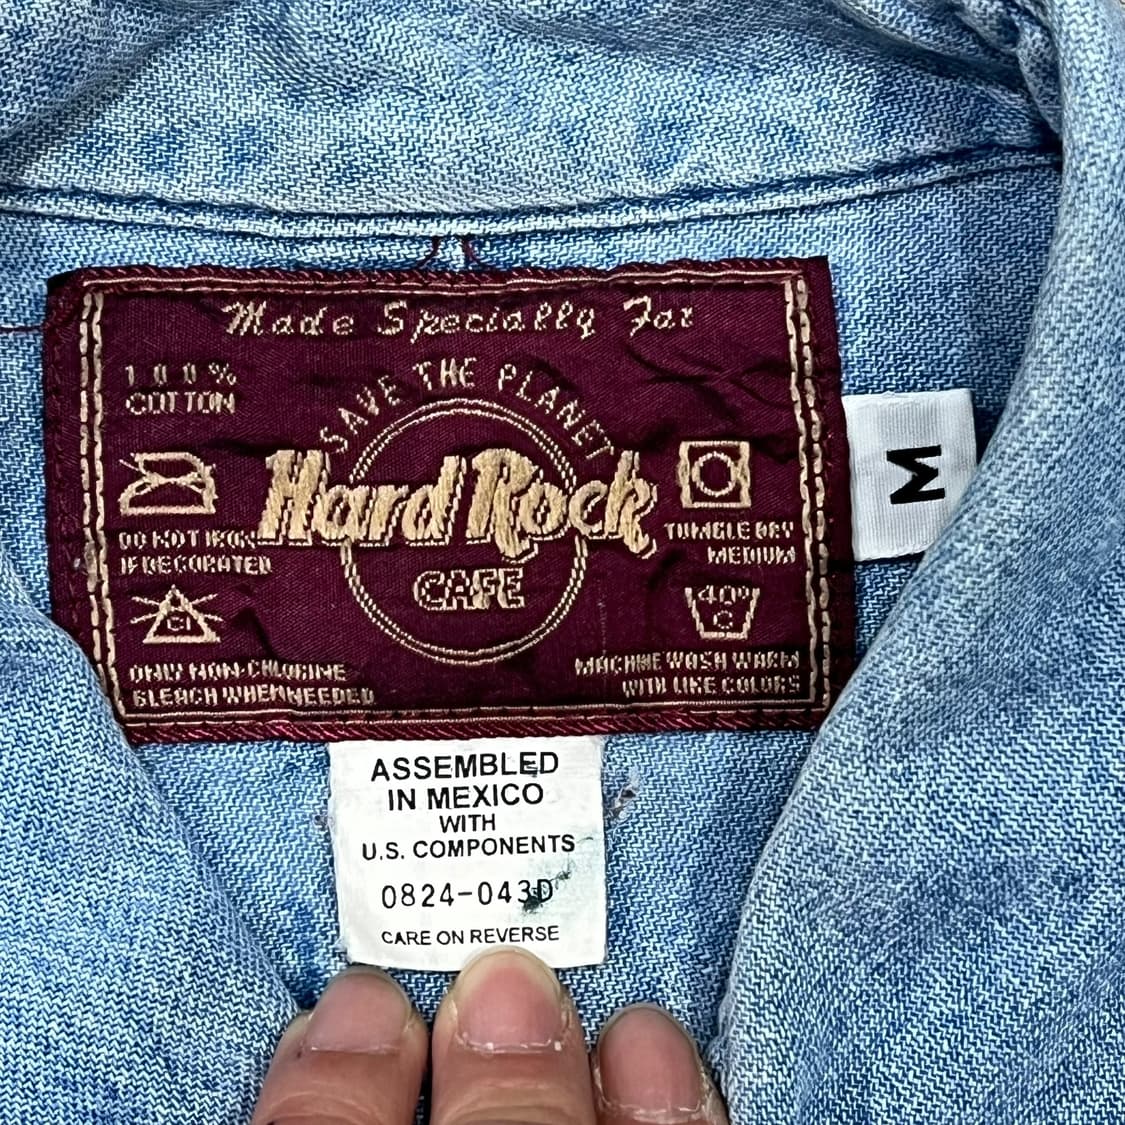 Made Specially For
100%
COTTON
SAVE THE PLANET
Hard Rock
CAFE
DO NOT IRON
IF DECORATED
TUMBLE DRY
MEDIUM
Cl
40°
C
ONLY NON-CHLORINE
BLEACH WHEN NEEDED
MACHINE WASH WARM
WITH LIKE COLORS
M
ASSEMBLED
IN MEXICO
WITH
U.S. COMPONENTS
0824-043D
CARE ON REVERSE